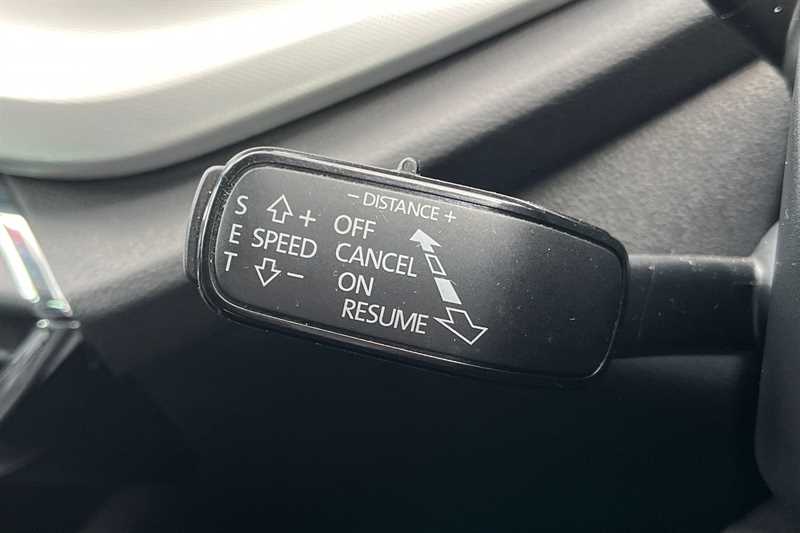 – DISTANCE +
S
E
T
+
SPEED
–
OFF
CANCEL
ON
RESUME